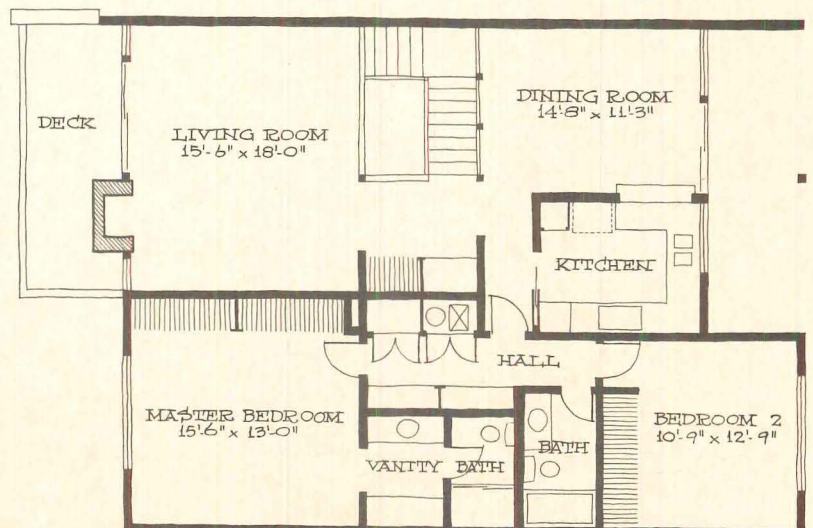 DECK
LIVING ROOM
15'-6" x 18'-0"
DINING ROOM
14'-8" x 11'-3"
KITCHEN
HALL
MASTER BEDROOM
15'-6" x 13'-0"
VANITY
BATH
BATH
BEDROOM 2
10'-9" x 12'-9"